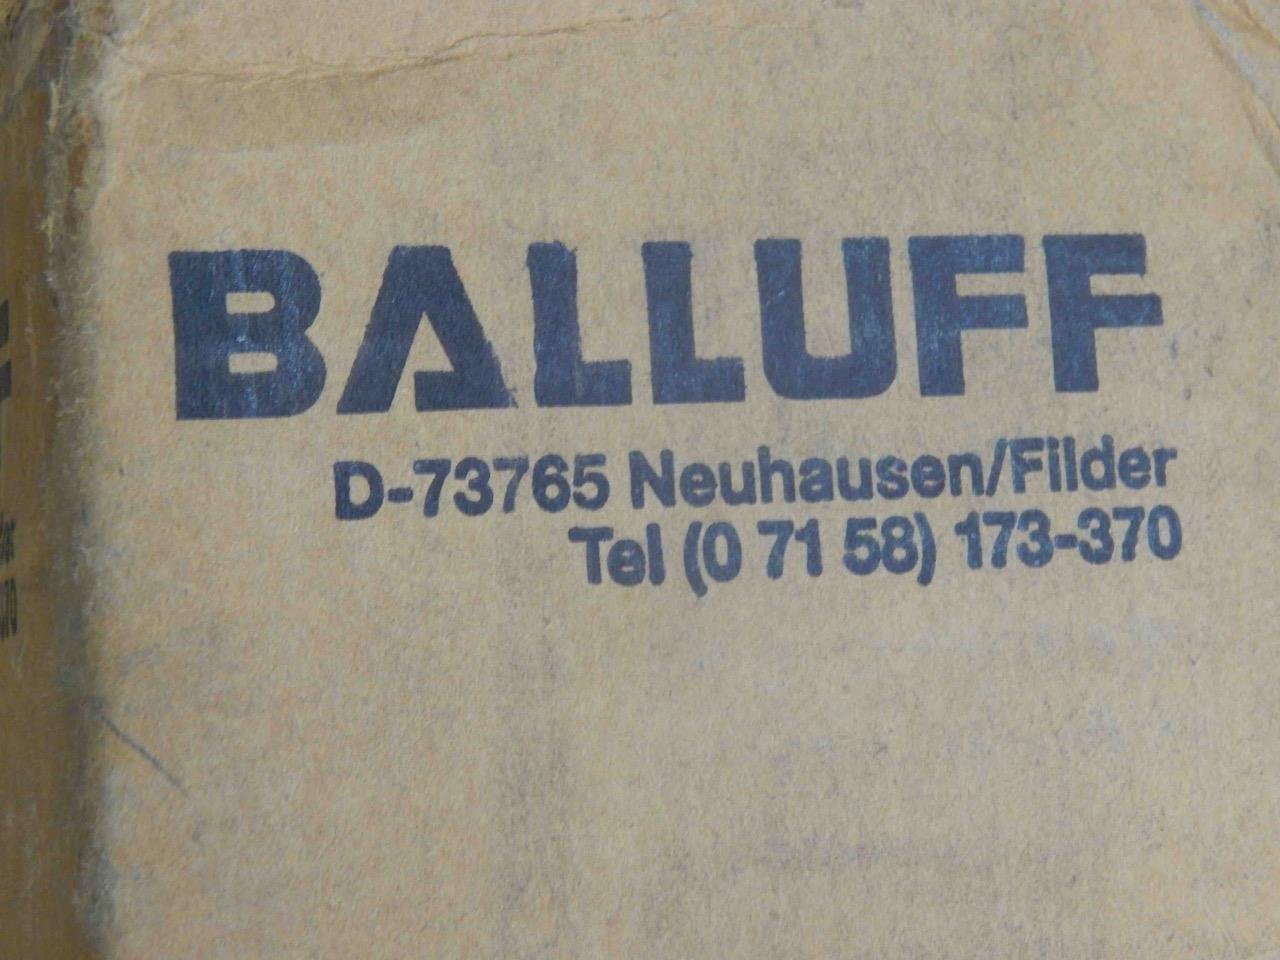 BALLUFF
D-73765 Neuhausen/Filder
Tel (0 71 58) 173-370